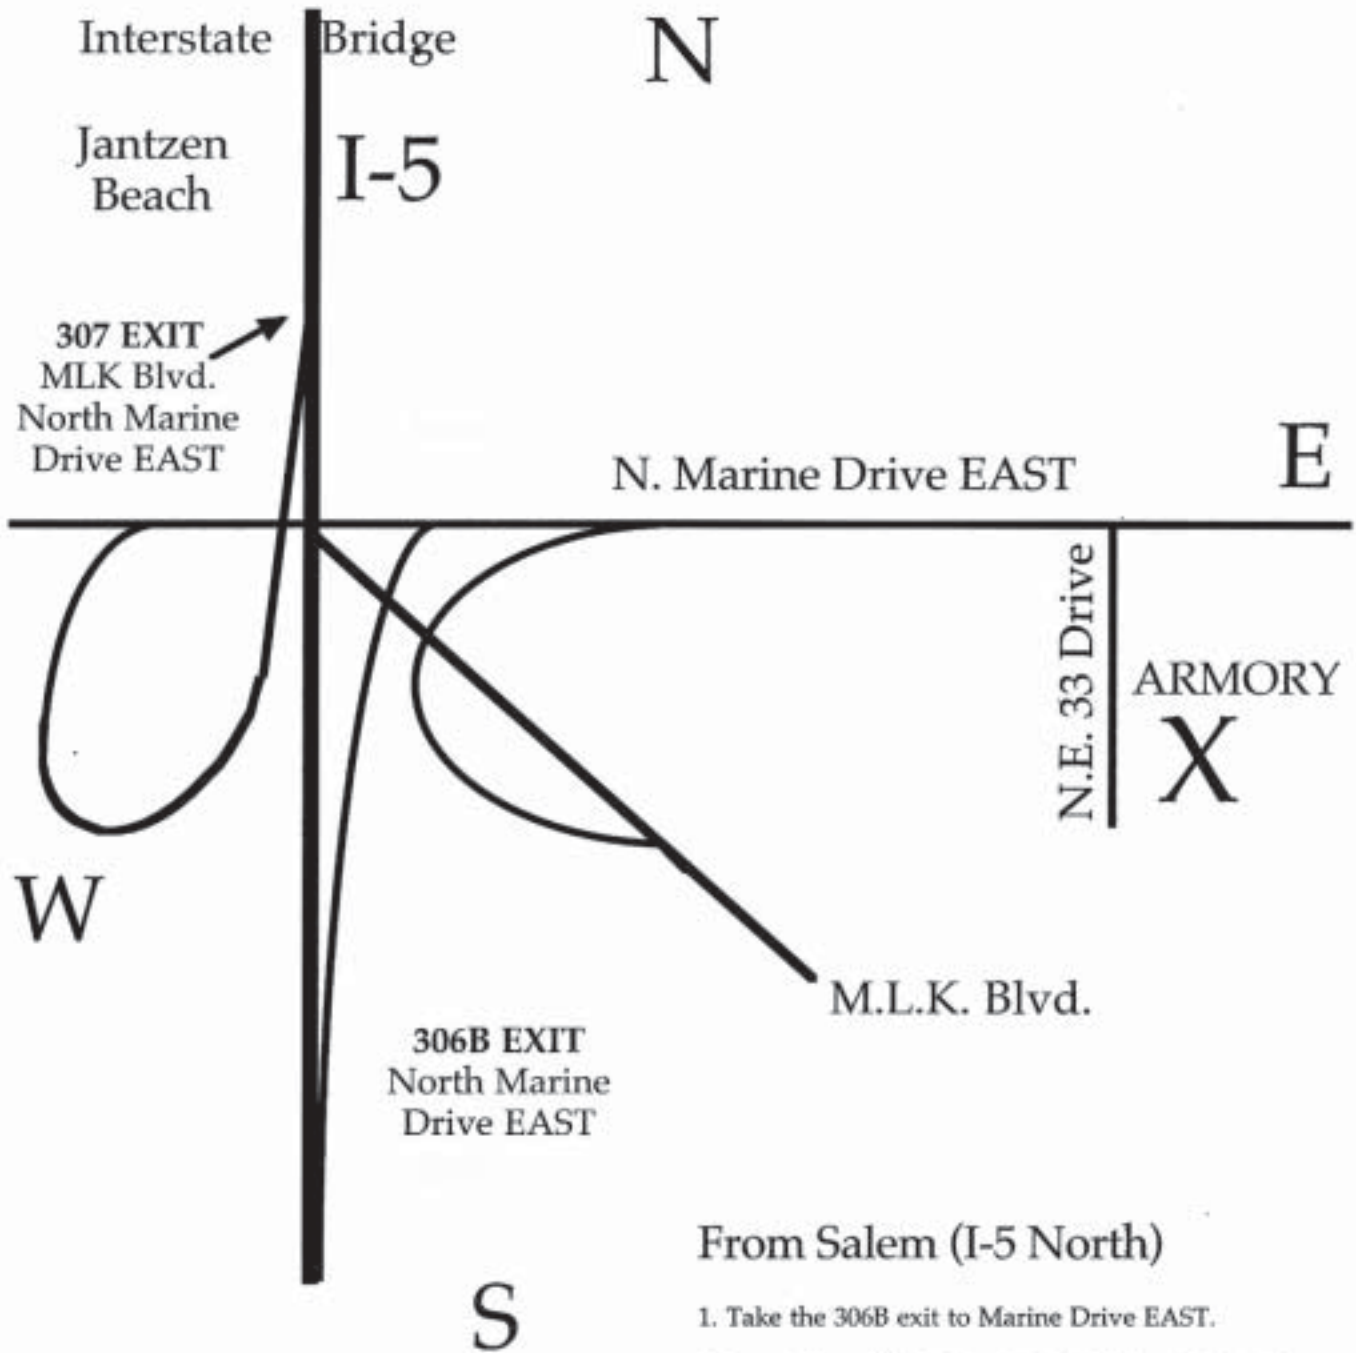 Interstate Bridge
N
Jantzen
Beach
I-5
307 EXIT
MLK Blvd.
North Marine
Drive EAST
N. Marine Drive EAST
E
N.E. 33 Drive
ARMORY
X
W
M.L.K. Blvd.
306B EXIT
North Marine
Drive EAST
From Salem (I-5 North)
S
1. Take the 306B exit to Marine Drive EAST.